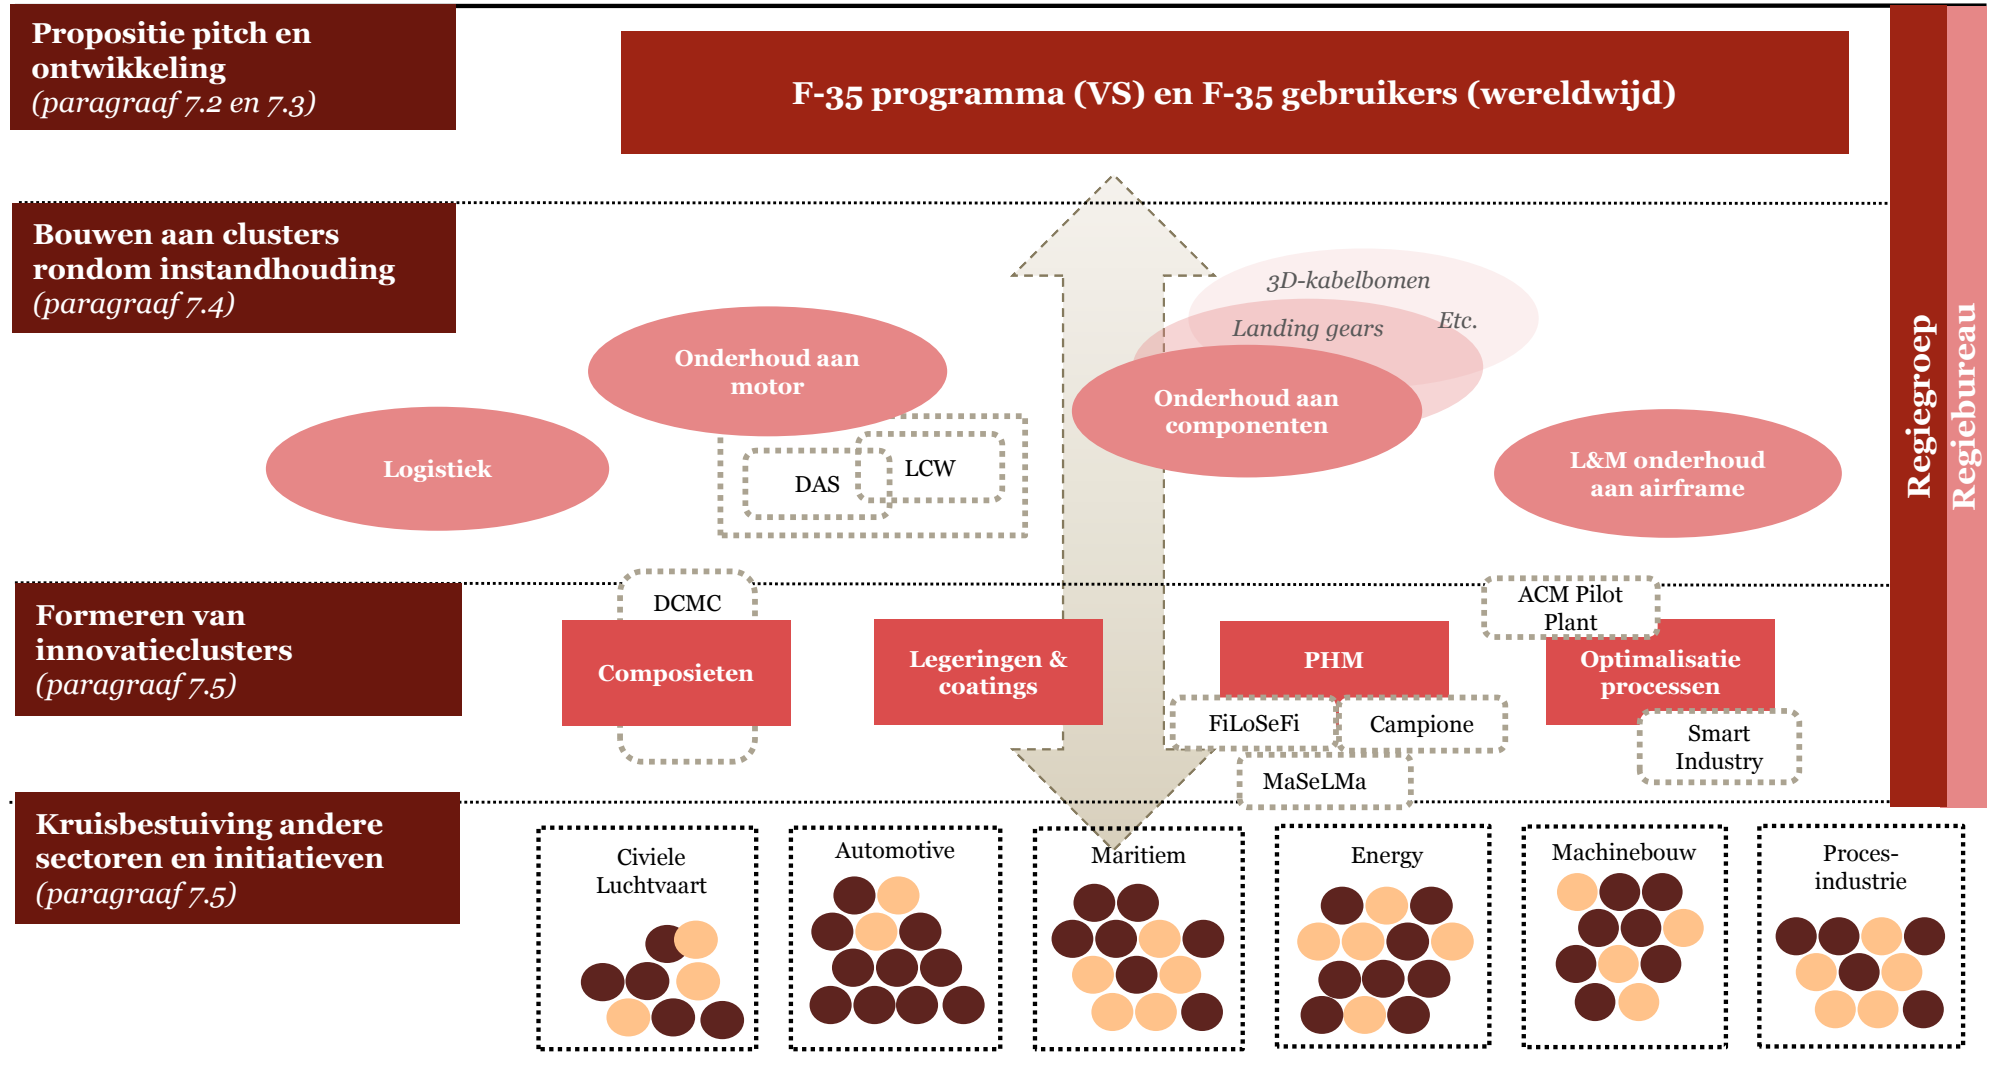 Propositie pitch en
ontwikkeling
(paragraaf 7.2 en 7.3)
F-35 programma (VS) en F-35 gebruikers (wereldwijd)
Regiegroep
Regiebureau
Bouwen aan clusters
rondom instandhouding
(paragraaf 7.4)
3D-kabelbomen
Landing gears
Etc.
Onderhoud aan
motor
Onderhoud aan
componenten
Logistiek
DAS
LCW
L&M onderhoud
aan airframe
Formeren van
innovatieclusters
(paragraaf 7.5)
DCMC
Composieten
Legeringen &
coatings
PHM
FiLoSeFi
Campione
MaSeLMa
ACM Pilot
Plant
Optimalisatie
processen
Smart
Industry
Kruisbestuiving andere
sectoren en initiatieven
(paragraaf 7.5)
Civiele
Luchtvaart
Automotive
Maritiem
Energy
Machinebouw
Proces-
industrie